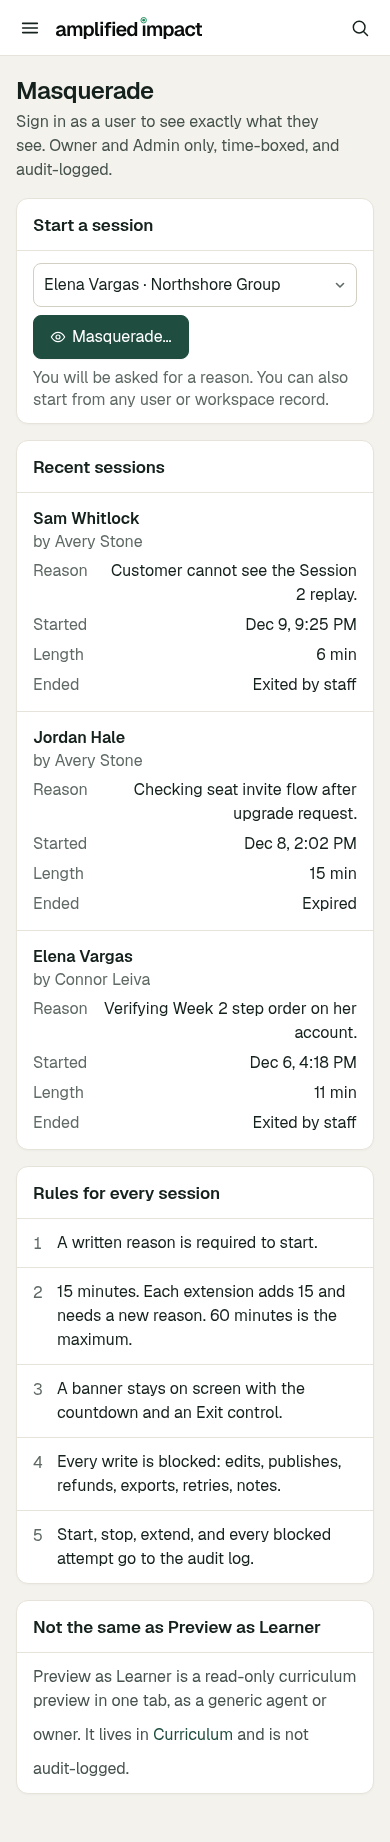 amplified impact
Masquerade
Sign in as a user to see exactly what they
see. Owner and Admin only, time-boxed, and
audit-logged.
Start a session
Elena Vargas · Northshore Group
Masquerade...
You will be asked for a reason. You can also
start from any user or workspace record.
Recent sessions
Sam Whitlock
by Avery Stone
Reason Customer cannot see the Session
2 replay.
Started Dec 9, 9:25 PM
Length 6 min
Ended Exited by staff
Jordan Hale
by Avery Stone
Reason Checking seat invite flow after
upgrade request.
Started Dec 8, 2:02 PM
Length 15 min
Ended Expired
Elena Vargas
by Connor Leiva
Reason Verifying Week 2 step order on her
account.
Started Dec 6, 4:18 PM
Length 11 min
Ended Exited by staff
Rules for every session
1 A written reason is required to start.
2 15 minutes. Each extension adds 15 and
needs a new reason. 60 minutes is the
maximum.
3 A banner stays on screen with the
countdown and an Exit control.
4 Every write is blocked: edits, publishes,
refunds, exports, retries, notes.
5 Start, stop, extend, and every blocked
attempt go to the audit log.
Not the same as Preview as Learner
Preview as Learner is a read-only curriculum
preview in one tab, as a generic agent or
owner. It lives in Curriculum and is not
audit-logged.